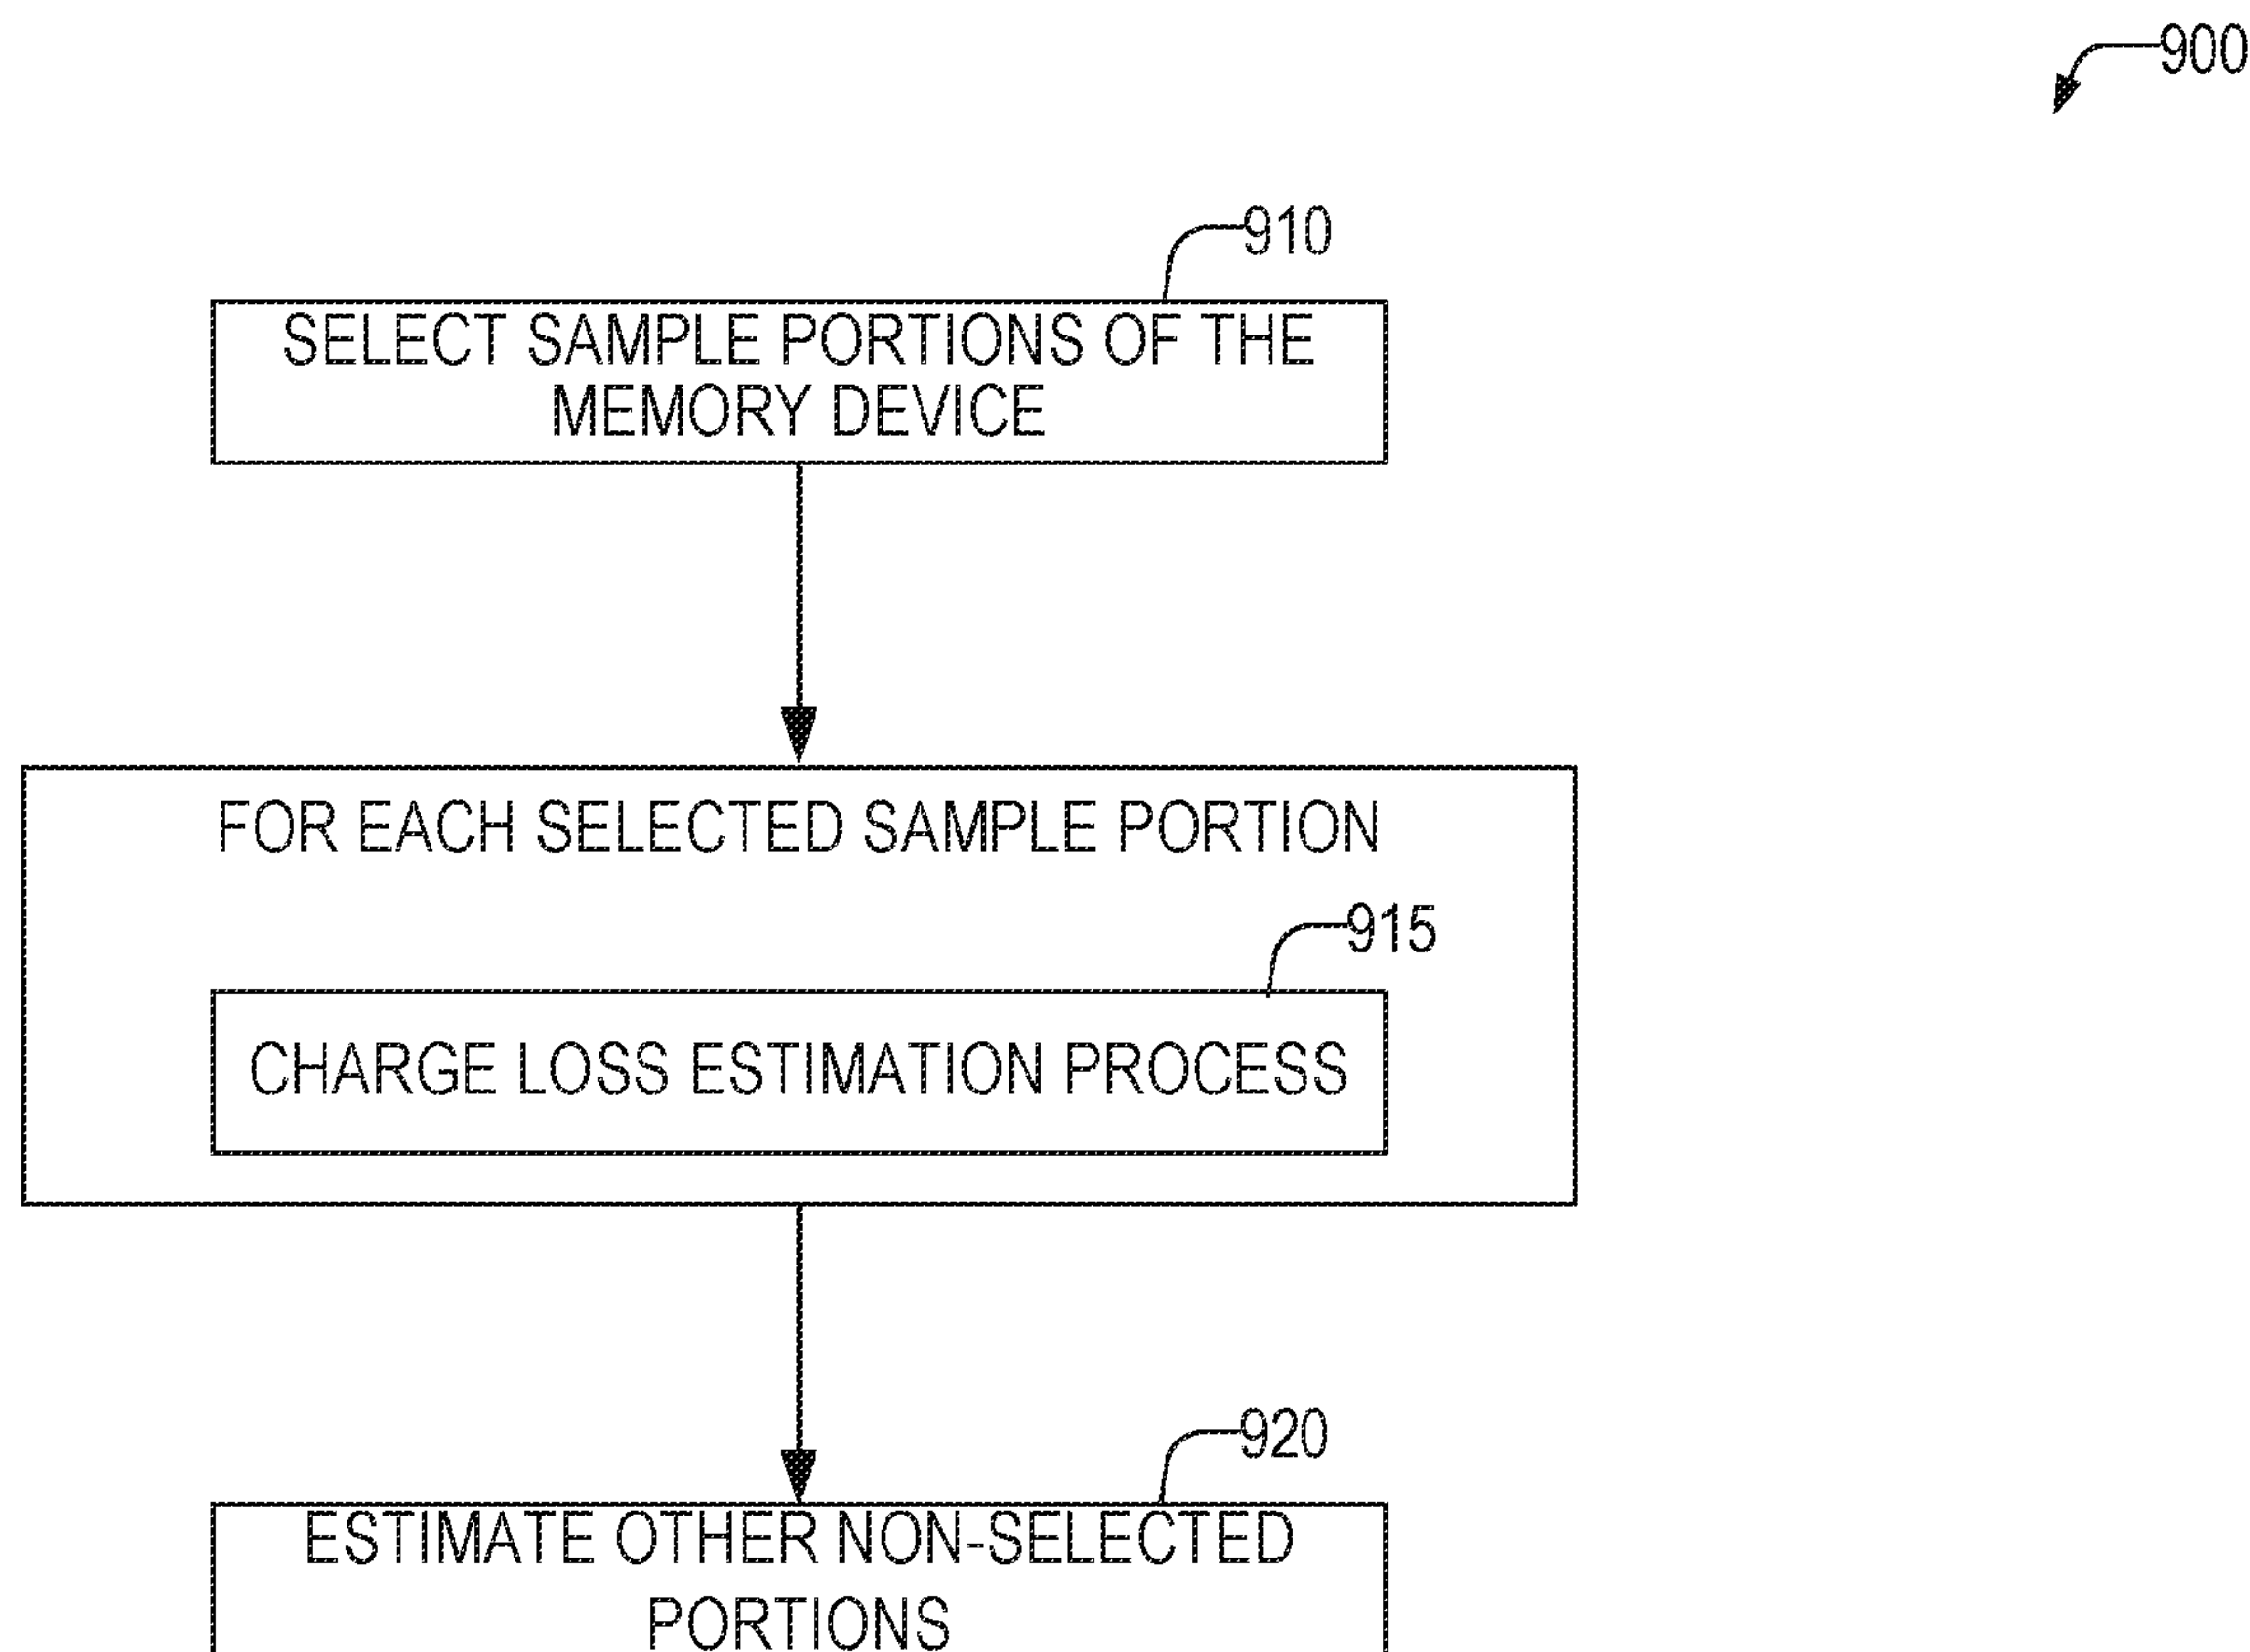 900
910
SELECT SAMPLE PORTIONS OF THE
MEMORY DEVICE
FOR EACH SELECTED SAMPLE PORTION
915
CHARGE LOSS ESTIMATION PROCESS
920
ESTIMATE OTHER NON-SELECTED
PORTIONS